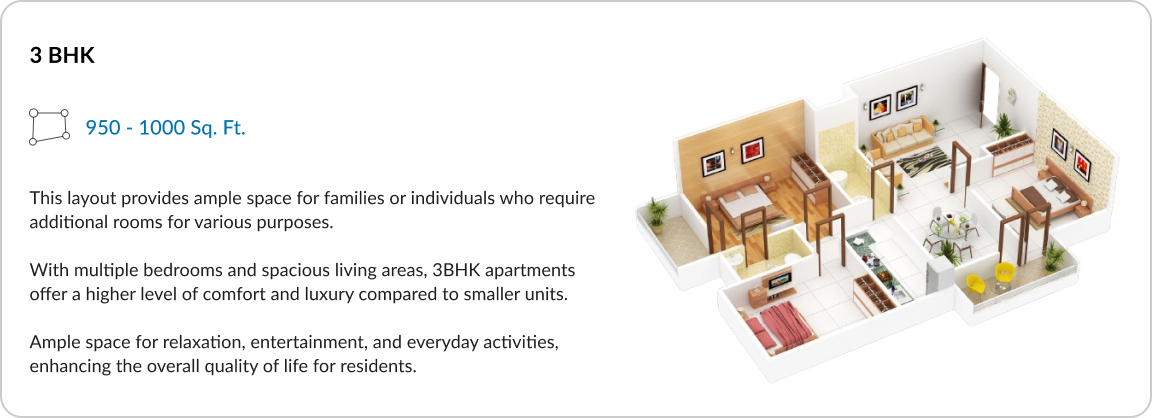 3 BHK
950 - 1000 Sq. Ft.
This layout provides ample space for families or individuals who require
additional rooms for various purposes.
With multiple bedrooms and spacious living areas, 3BHK apartments
offer a higher level of comfort and luxury compared to smaller units.
Ample space for relaxation, entertainment, and everyday activities,
enhancing the overall quality of life for residents.